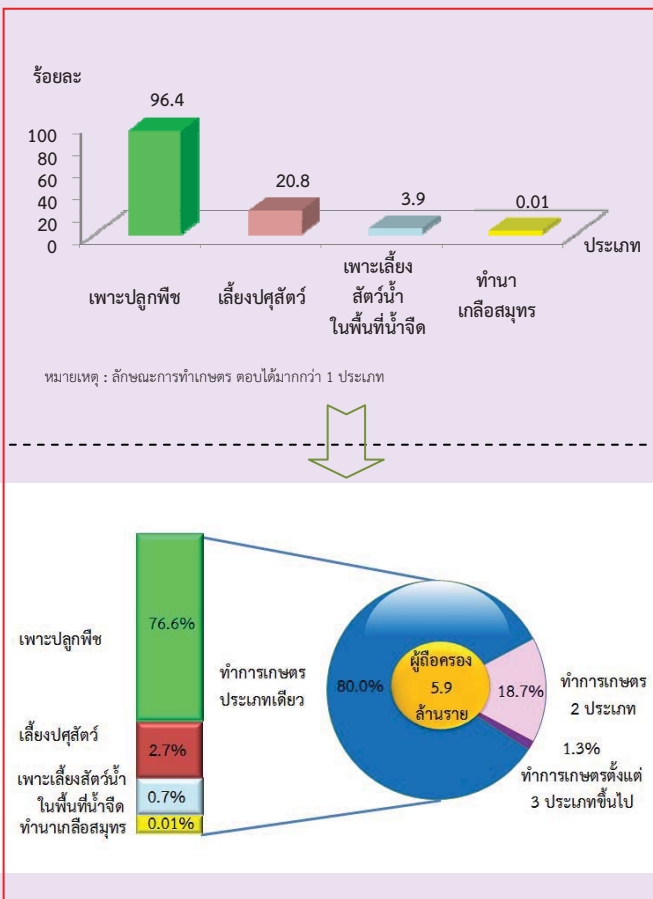 ร้อยละ
96.4
20.8
3.9
0.01
100
80
60
40
20
0
ประเภท
เพาะปลูกพืช
เลี้ยงปศุสัตว์
เพาะเลี้ยง
สัตว์น้ำ
ในพื้นที่น้ำจืด
ทำนา
เกลือสมุทร
หมายเหตุ : ลักษณะการทำเกษตร ตอบได้มากกว่า 1 ประเภท
เพาะปลูกพืช
76.6%
เลี้ยงปศุสัตว์
2.7%
เพาะเลี้ยงสัตว์น้ำ
ในพื้นที่น้ำจืด
0.7%
ทำนาเกลือสมุทร
0.01%
ทำการเกษตร
ประเภทเดียว
80.0%
ผู้ถือครอง
5.9
ล้านราย
18.7%
ทำการเกษตร
2 ประเภท
1.3%
ทำการเกษตรตั้งแต่
3 ประเภทขึ้นไป